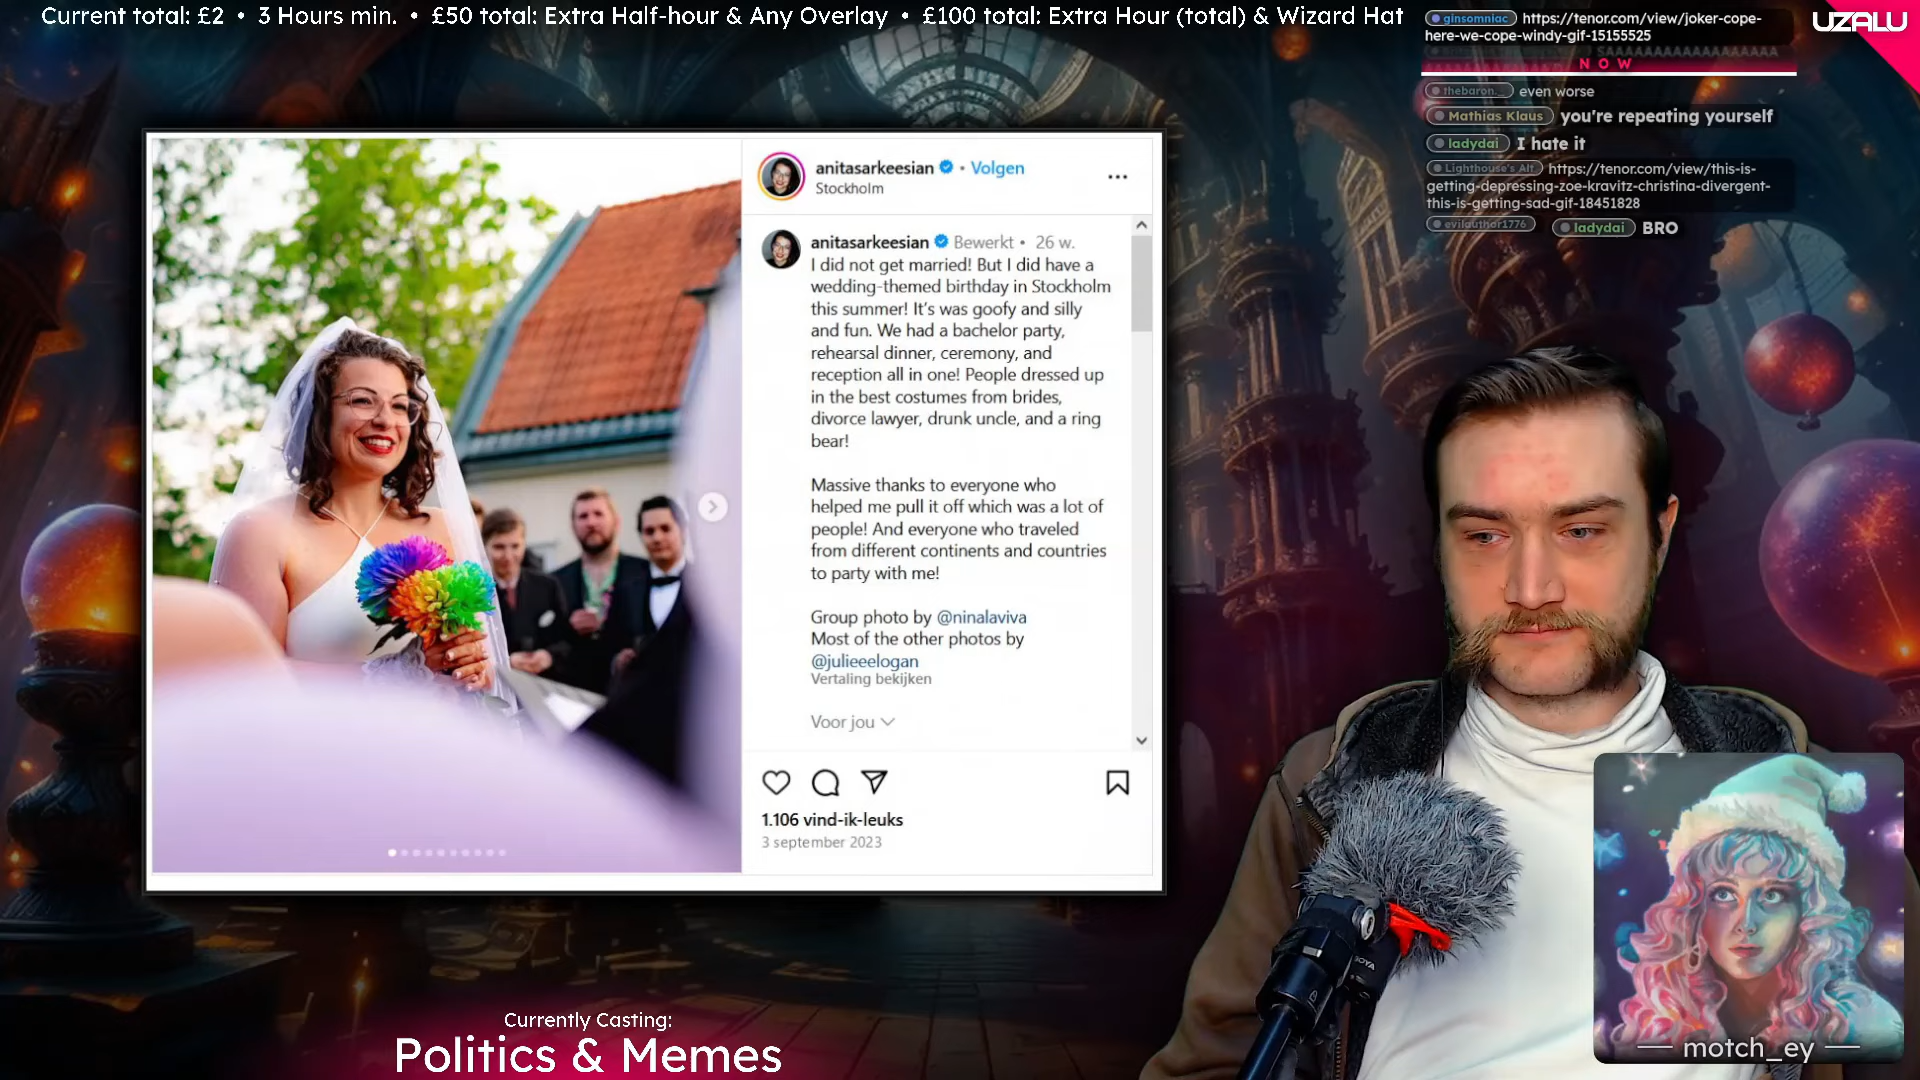 Current total: £2 • 3 Hours min. • £50 total: Extra Half-hour & Any Overlay • £100 total: Extra Hour (total) & Wizard Hat
ginsomniac https://tenor.com/view/joker-cope-
here-we-cope-windy-gif-15155525
NOW
UZALU
thebaron__ even worse
Mathias Klaus you're repeating yourself
ladydai I hate it
Lighthouse's Alt https://tenor.com/view/this-is-
getting-depressing-zoe-kravitz-christina-divergent-
this-is-getting-sad-gif-18451828
evilauthor1776
ladydai BRO
anitasarkeesian • Volgen
Stockholm
anitasarkeesian Bewerkt • 26 w.
I did not get married! But I did have a
wedding-themed birthday in Stockholm
this summer! It's was goofy and silly
and fun. We had a bachelor party,
rehearsal dinner, ceremony, and
reception all in one! People dressed up
in the best costumes from brides,
divorce lawyer, drunk uncle, and a ring
bear!
Massive thanks to everyone who
helped me pull it off which was a lot of
people! And everyone who traveled
from different continents and countries
to party with me!
Group photo by @ninalaviva
Most of the other photos by
@julieeelogan
Vertaling bekijken
Voor jou
1.106 vind-ik-leuks
3 september 2023
BOYA
Currently Casting:
Politics & Memes
motch_ey